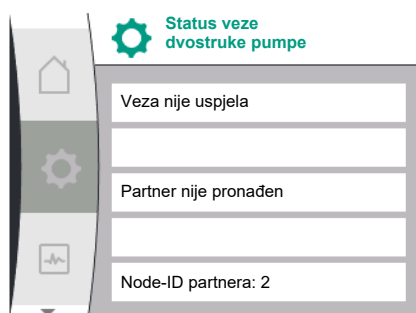 Status veze
dvostruke pumpe
Veza nije uspjela
Partner nije pronađen
Node-ID partnera: 2